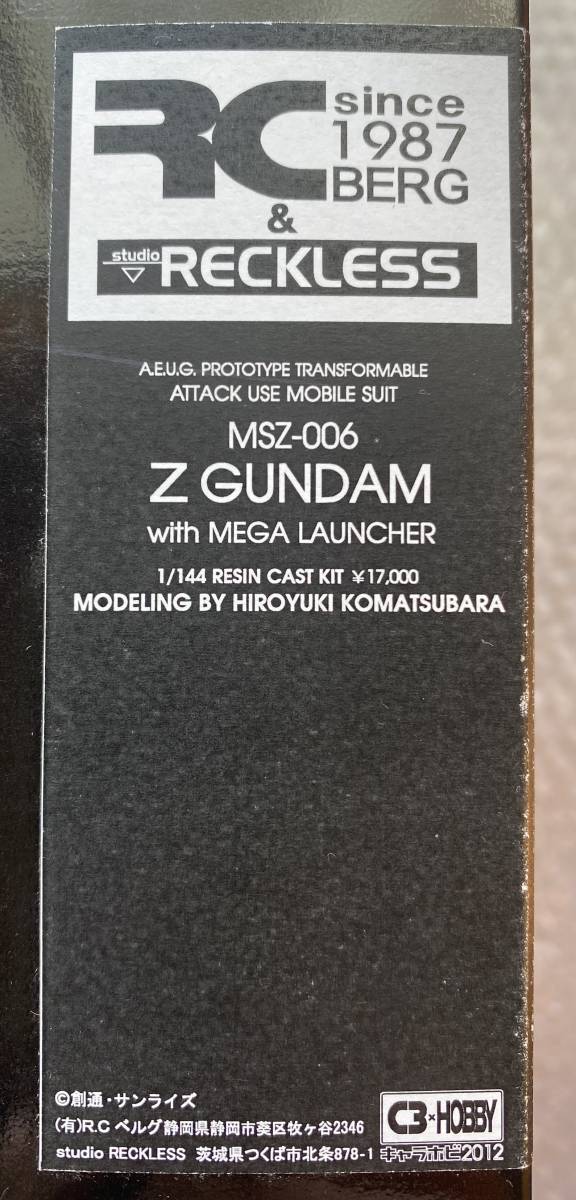 RC since
1987
BERG
&
studio RECKLESS
A.E.U.G. PROTOTYPE TRANSFORMABLE
ATTACK USE MOBILE SUIT
MSZ-006
Z GUNDAM
with MEGA LAUNCHER
1/144 RESIN CAST KIT ¥17,000
MODELING BY HIROYUKI KOMATSUBARA
©創通・サンライズ
(有)R.C ベルグ静岡県静岡市葵区牧ヶ谷2346
studio RECKLESS 茨城県つくば市北条878-1
C3×HOBBY
キャラホビ2012